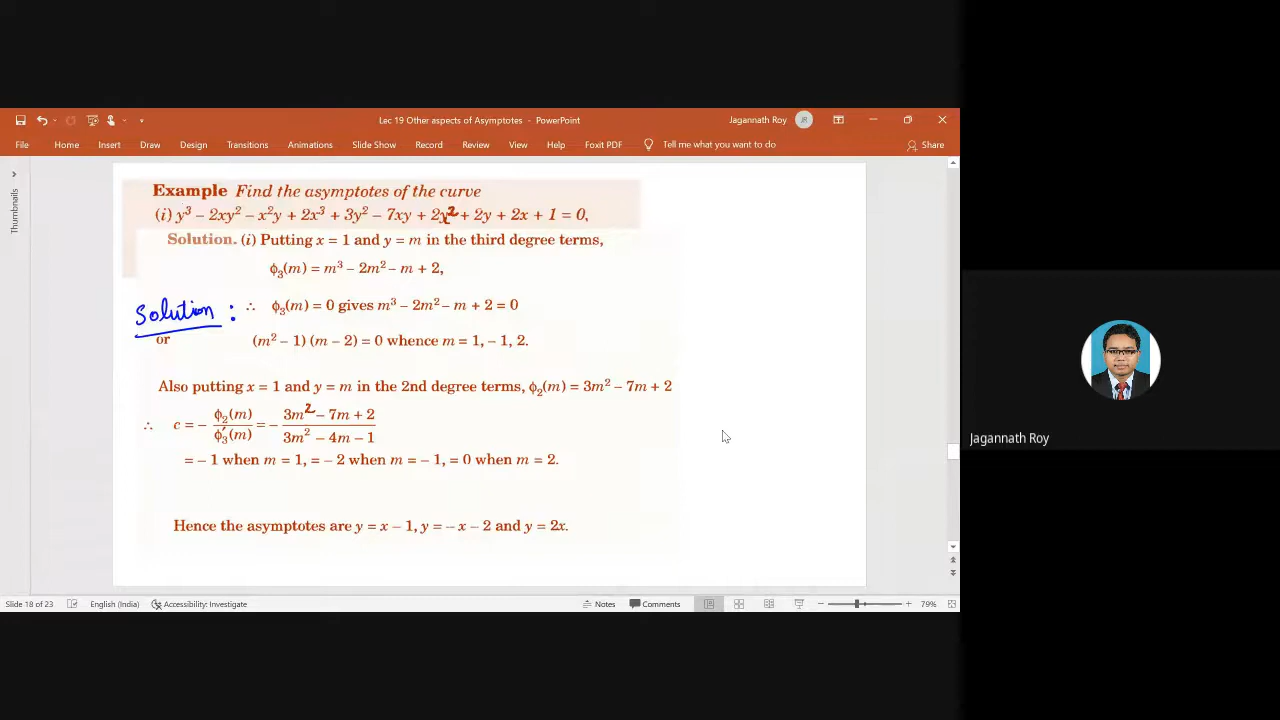 Lec 19 Other aspects of Asymptotes - PowerPoint
Jagannath Roy
JR
File Home Insert Draw Design Transitions Animations Slide Show Record Review View Help Foxit PDF Tell me what you want to do Share
Thumbnails
Example Find the asymptotes of the curve
(i) y³ – 2xy² – x²y + 2x³ + 3y² – 7xy + 2x² + 2y + 2x + 1 = 0,
Solution. (i) Putting x = 1 and y = m in the third degree terms,
ϕ₃(m) = m³ – 2m² – m + 2,
Solution :
∴ ϕ₃(m) = 0 gives m³ – 2m² – m + 2 = 0
or (m² – 1) (m – 2) = 0 whence m = 1, – 1, 2.
Also putting x = 1 and y = m in the 2nd degree terms, ϕ₂(m) = 3m² – 7m + 2
∴ c = – ϕ₂(m) / ϕ₃′(m) = – (3m² – 7m + 2) / (3m² – 4m – 1)
= – 1 when m = 1, = – 2 when m = – 1, = 0 when m = 2.
Hence the asymptotes are y = x – 1, y = – x – 2 and y = 2x.
Slide 18 of 23 English (India) Accessibility: Investigate Notes Comments 79%
Jagannath Roy